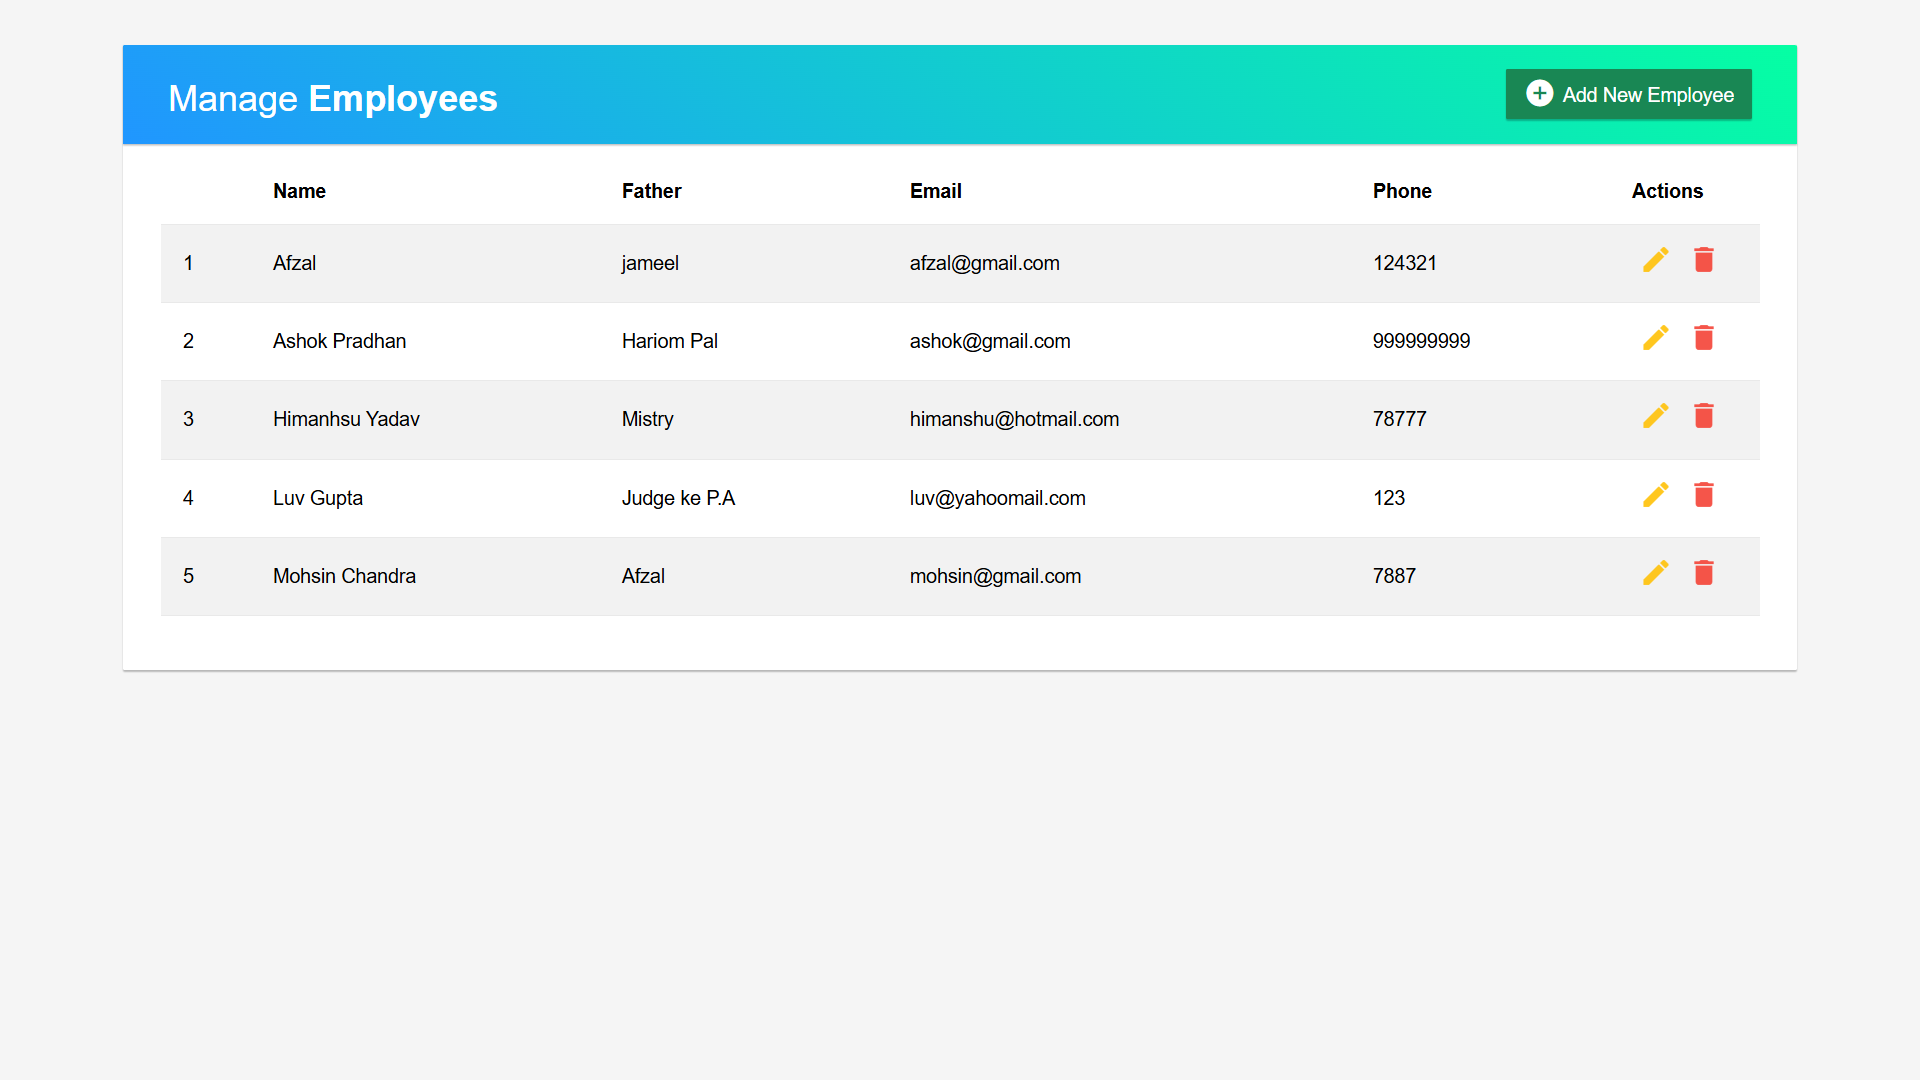 Manage Employees
Add New Employee
Name Father Email Phone Actions
1 Afzal jameel afzal@gmail.com 124321
2 Ashok Pradhan Hariom Pal ashok@gmail.com 999999999
3 Himanhsu Yadav Mistry himanshu@hotmail.com 78777
4 Luv Gupta Judge ke P.A luv@yahoomail.com 123
5 Mohsin Chandra Afzal mohsin@gmail.com 7887